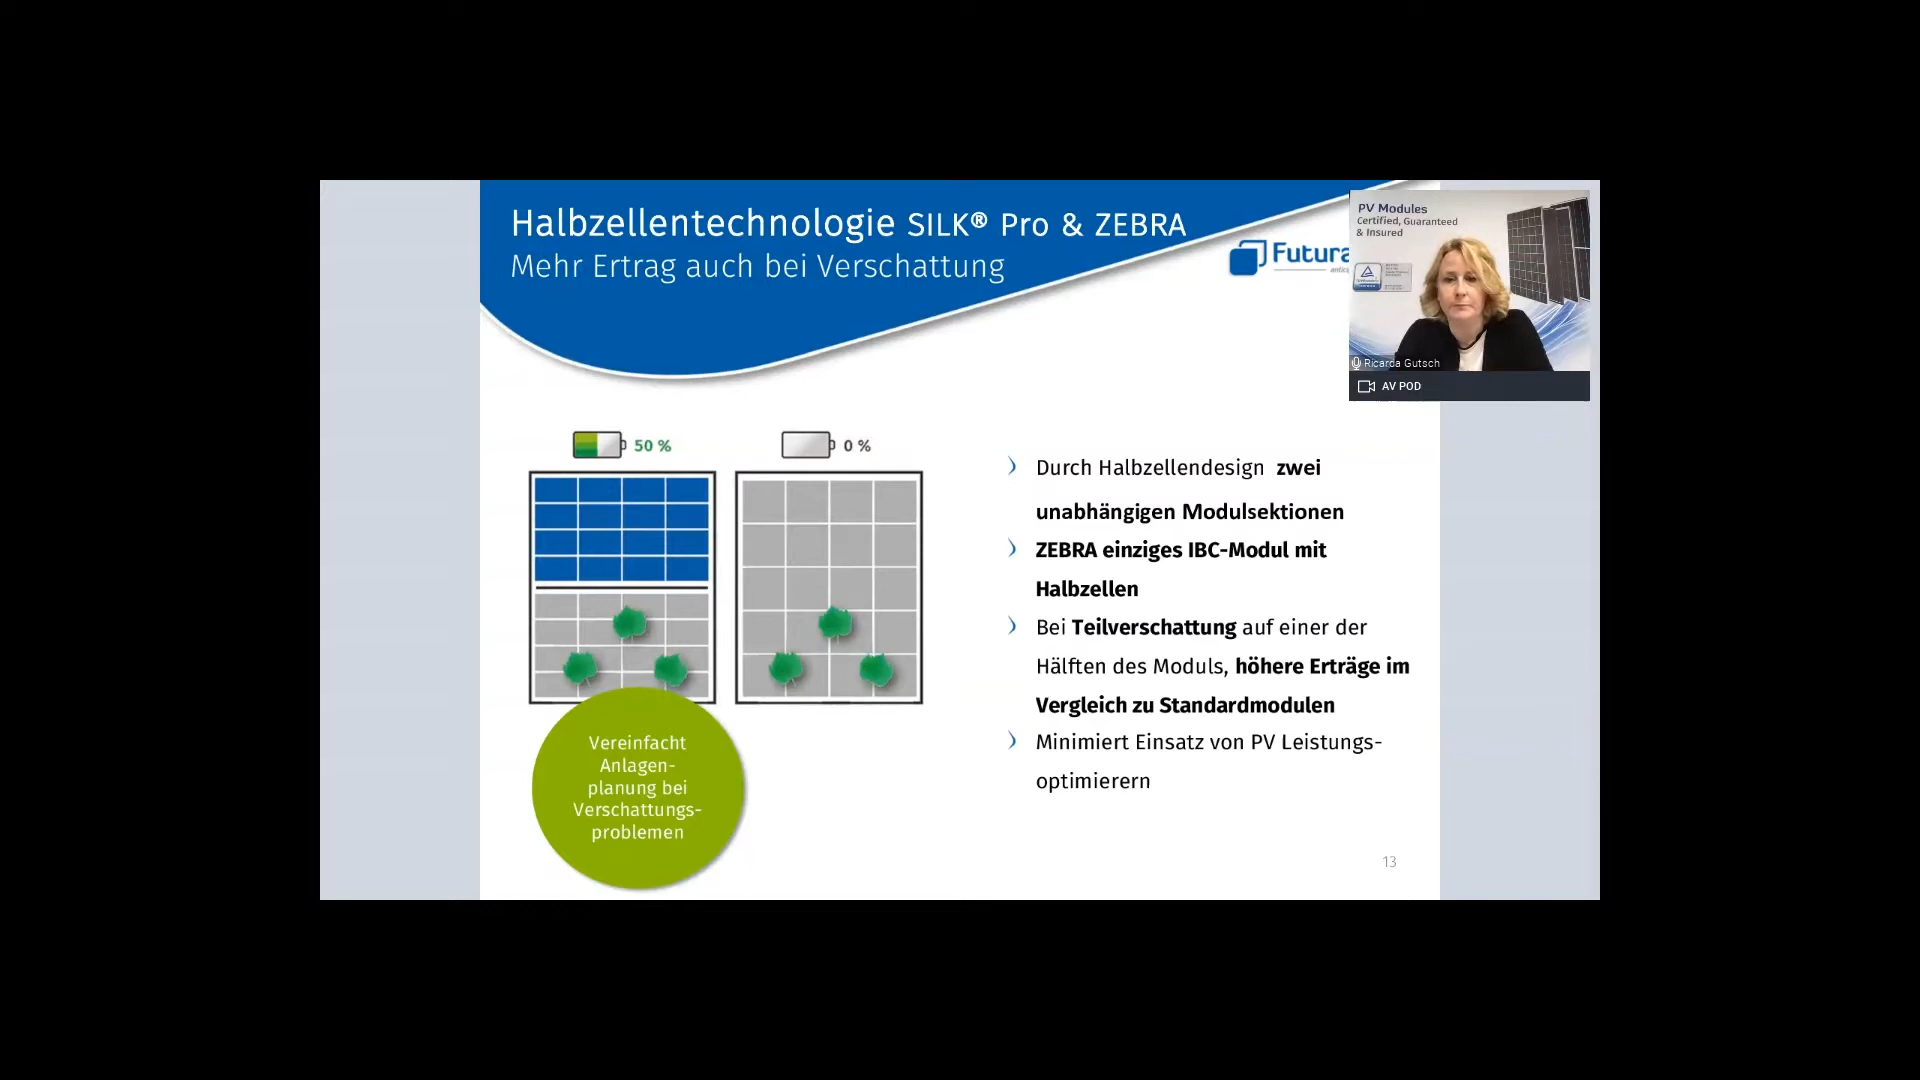 Halbzellentechnologie SILK® Pro & ZEBRA
Mehr Ertrag auch bei Verschattung
Futura
PV Modules
Certified, Guaranteed
& Insured
Ricarda Gutsch
AV POD
50 %
0 %
Durch Halbzellendesign zwei
unabhängigen Modulsektionen
ZEBRA einziges IBC-Modul mit
Halbzellen
Bei Teilverschattung auf einer der
Hälften des Moduls, höhere Erträge im
Vergleich zu Standardmodulen
Minimiert Einsatz von PV Leistungs-
optimierern
Vereinfacht
Anlagen-
planung bei
Verschattungs-
problemen
13